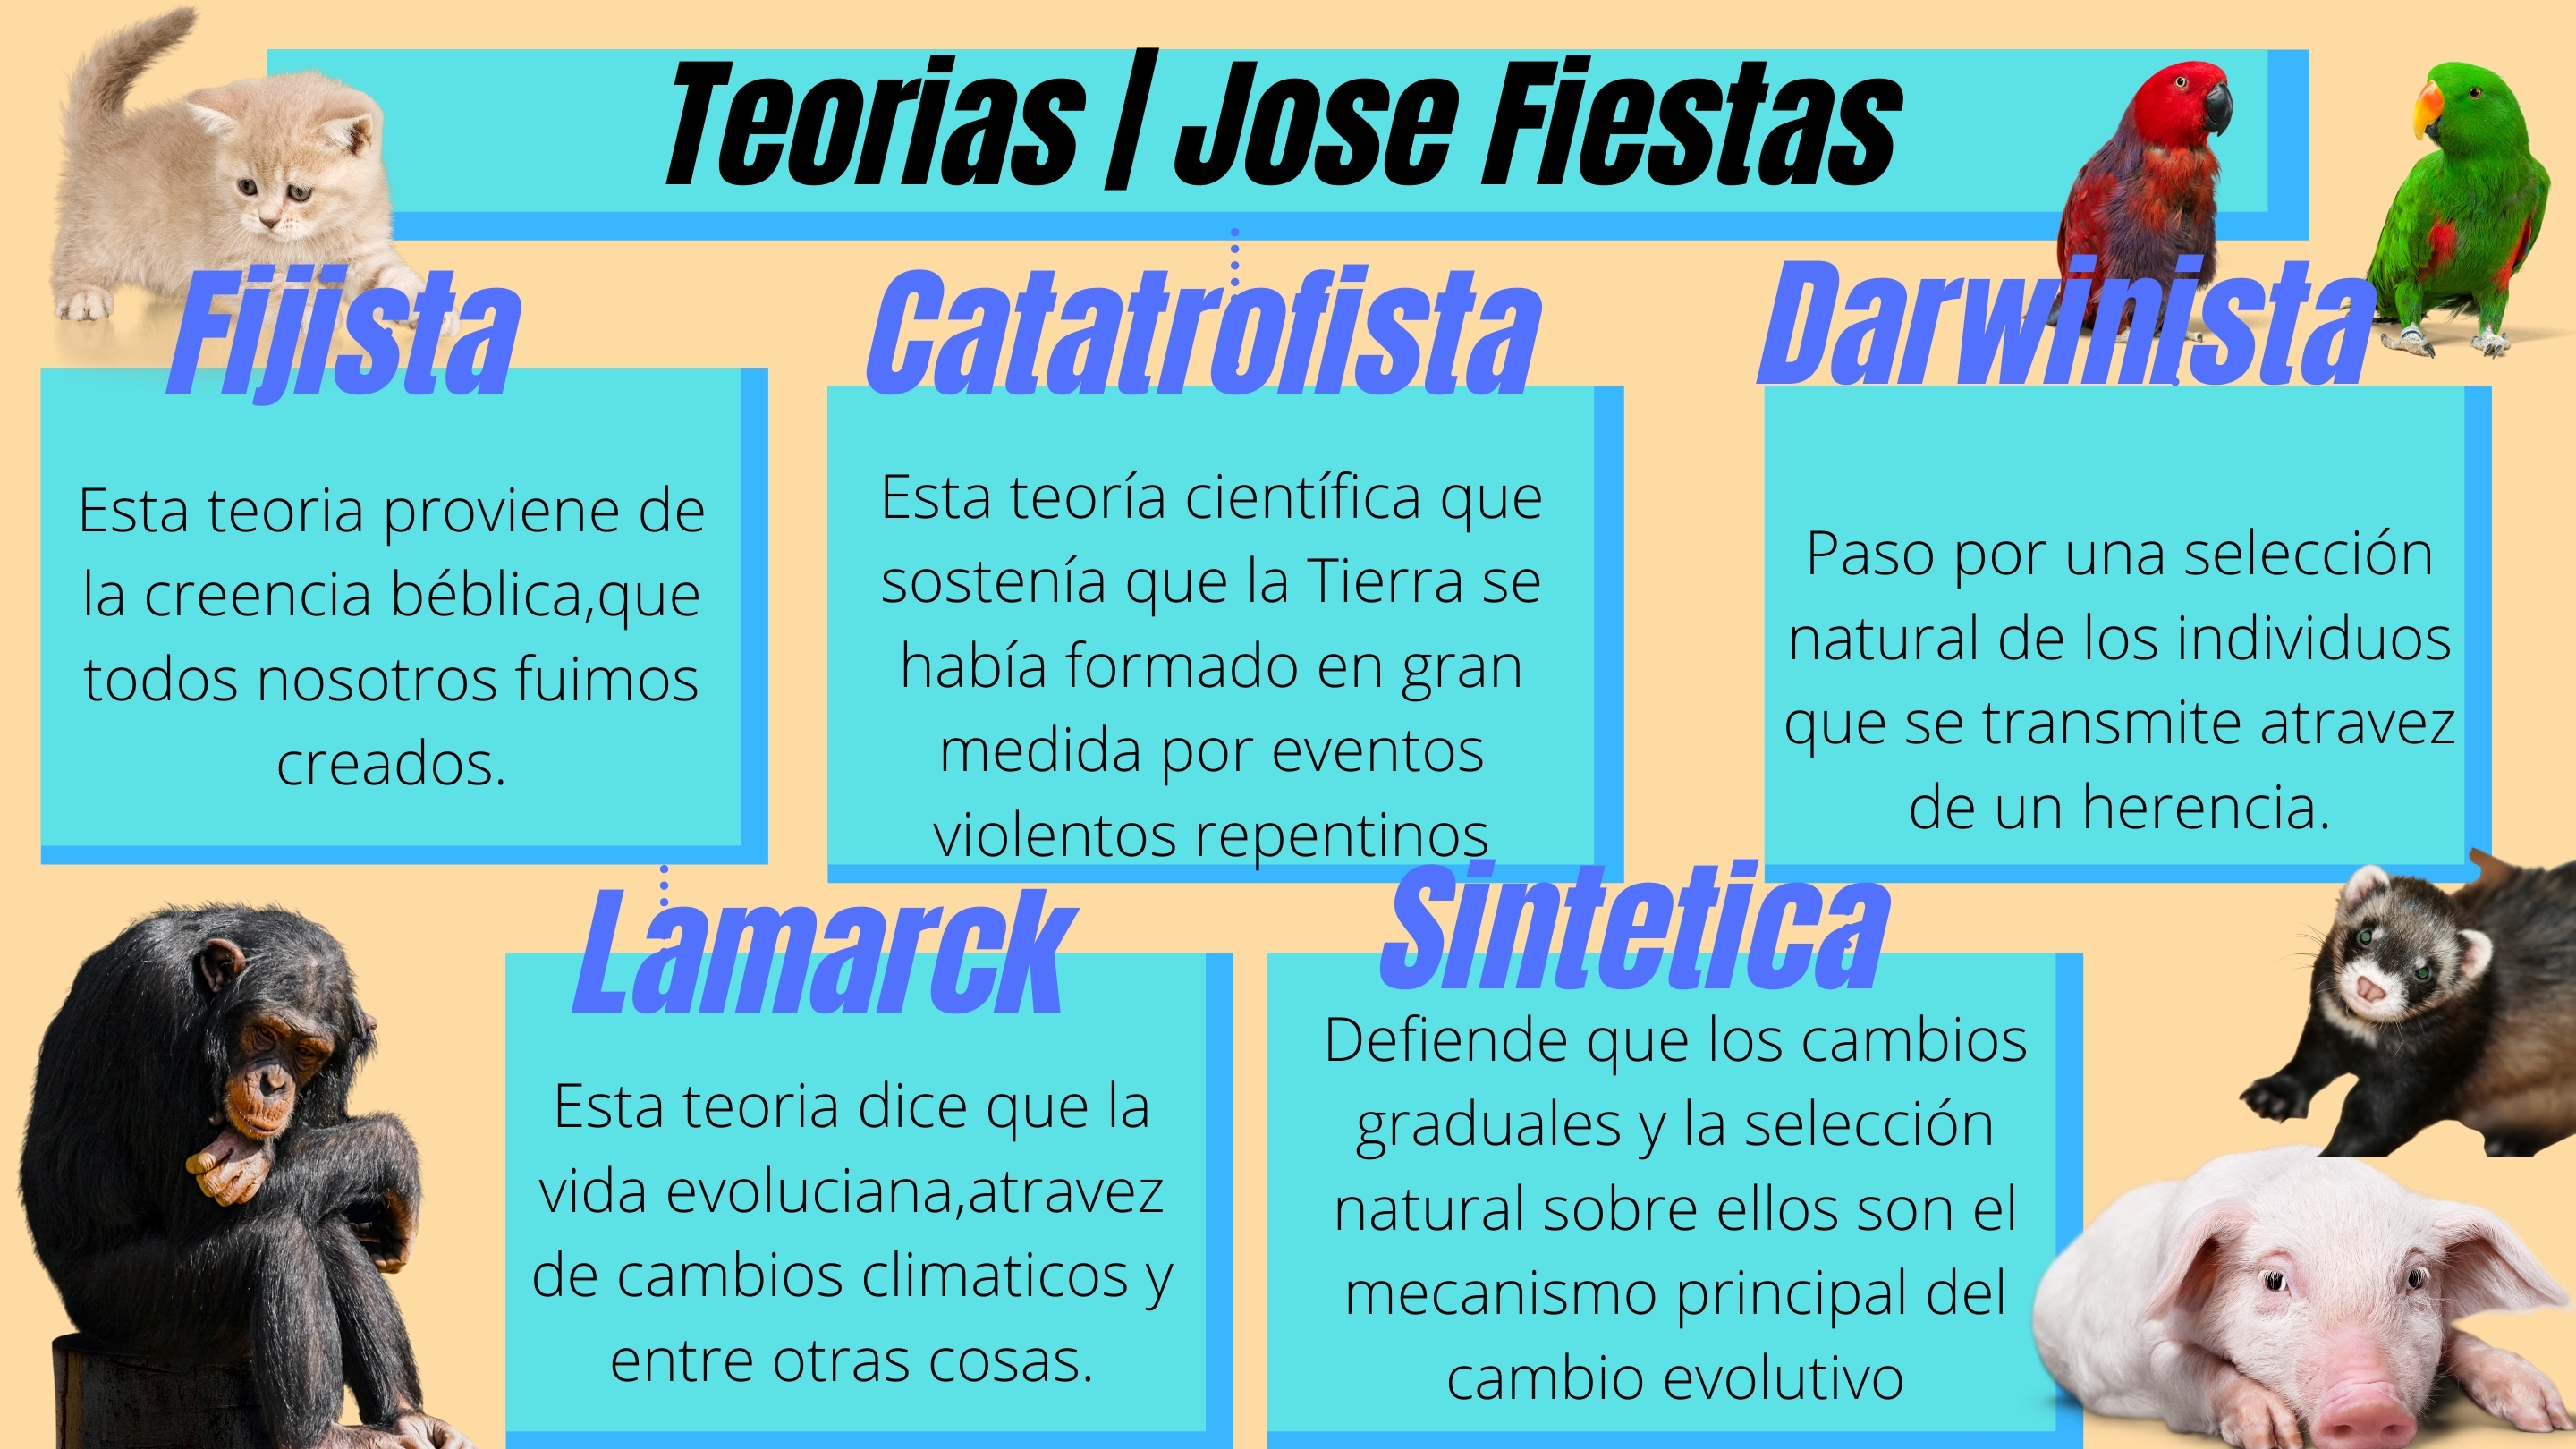 Teorias | Jose Fiestas
Fijista
Esta teoria proviene de
la creencia béblica,que
todos nosotros fuimos
creados.
Catatrofista
Esta teoría científica que
sostenía que la Tierra se
había formado en gran
medida por eventos
violentos repentinos
Darwinista
Paso por una selección
natural de los individuos
que se transmite atravez
de un herencia.
Lamarck
Esta teoria dice que la
vida evoluciana,atravez
de cambios climaticos y
entre otras cosas.
Sintetica
Defiende que los cambios
graduales y la selección
natural sobre ellos son el
mecanismo principal del
cambio evolutivo